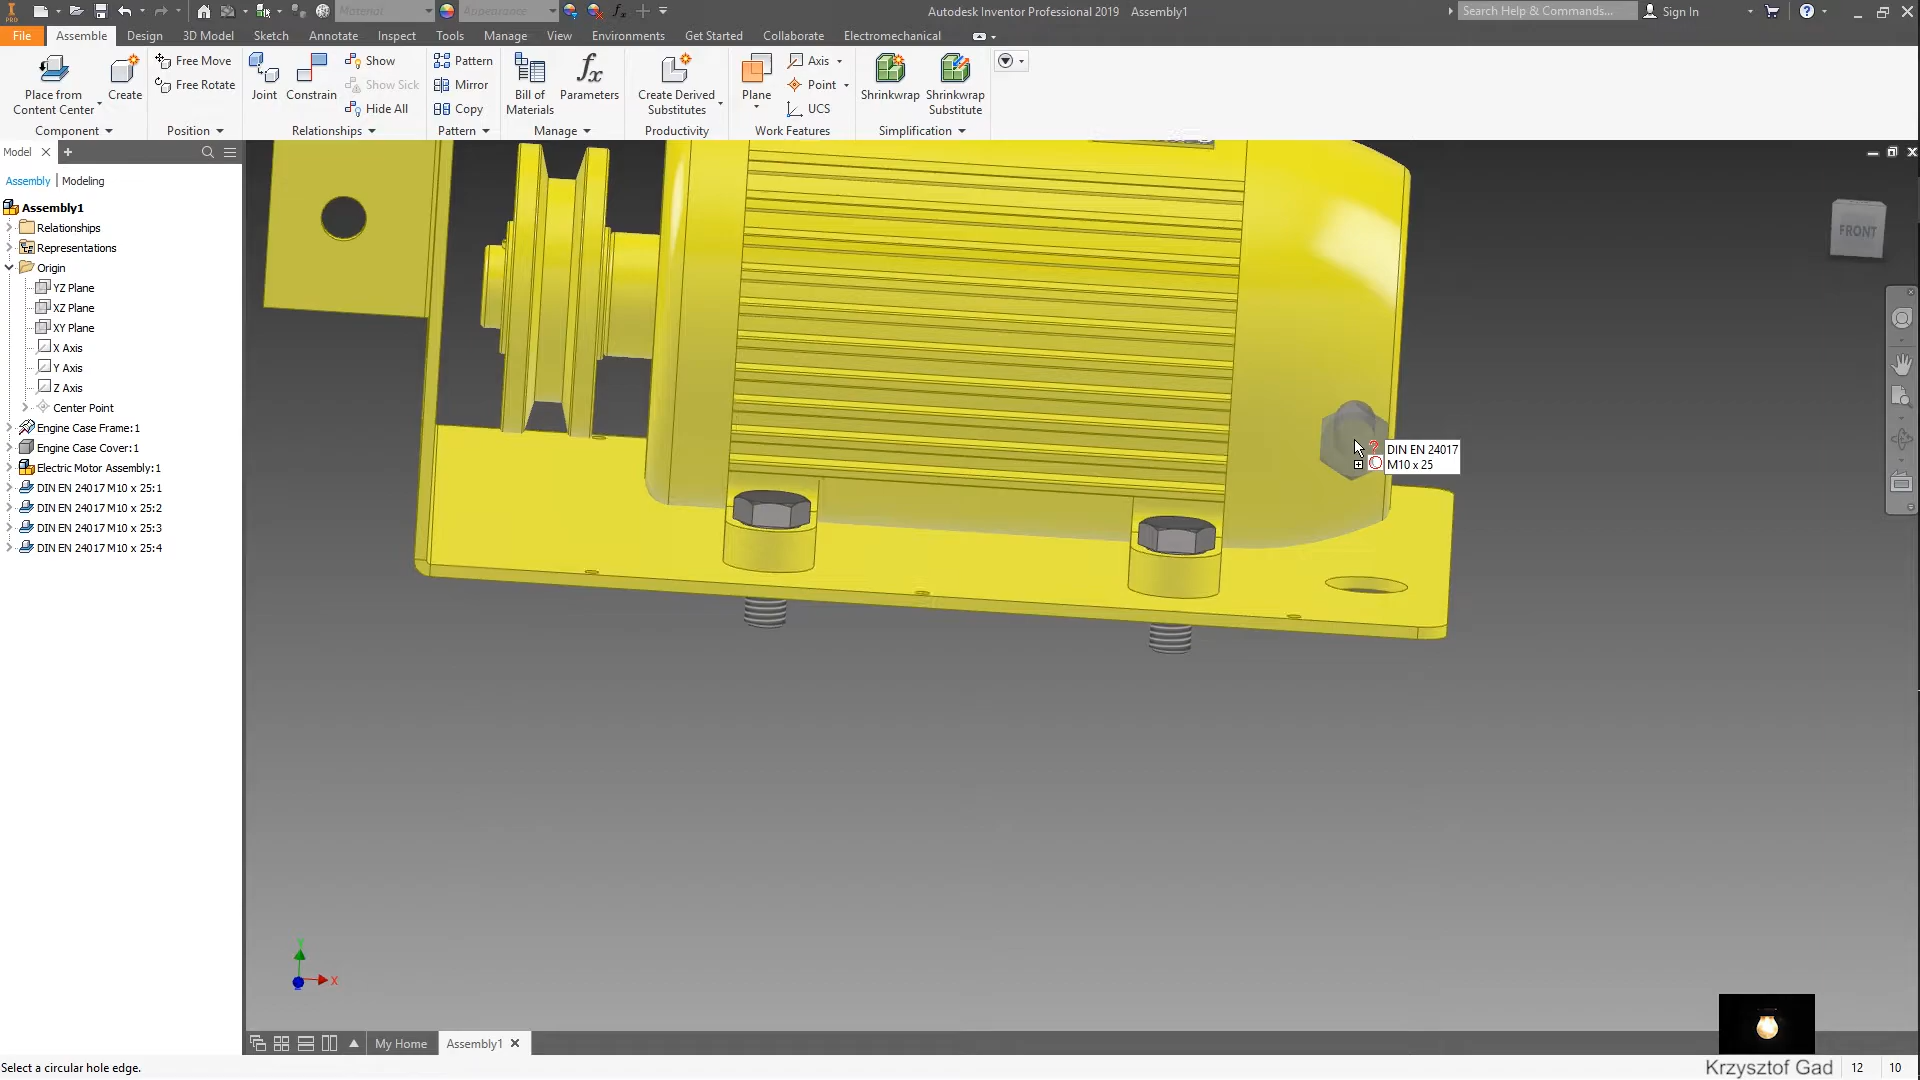 Material
Appearance
fx
Autodesk Inventor Professional 2019 Assembly1
Search Help & Commands...
Sign In
PRO
File Assemble Design 3D Model Sketch Annotate Inspect Tools Manage View Environments Get Started Collaborate Electromechanical
Place from
Content Center
Create
Free Move
Free Rotate
Joint
Constrain
Show
Show Sick
Hide All
Pattern
Mirror
Copy
Bill of
Materials
fx
Parameters
Create Derived
Substitutes
Plane
Axis
Point
UCS
Shrinkwrap
Shrinkwrap
Substitute
Component Position Relationships Pattern Manage Productivity Work Features Simplification
Model
Assembly Modeling
Assembly1
Relationships
Representations
Origin
YZ Plane
XZ Plane
XY Plane
X Axis
Y Axis
Z Axis
Center Point
Engine Case Frame:1
Engine Case Cover:1
Electric Motor Assembly:1
DIN EN 24017 M10 x 25:1
DIN EN 24017 M10 x 25:2
DIN EN 24017 M10 x 25:3
DIN EN 24017 M10 x 25:4
FRONT
DIN EN 24017
M10 x 25
Y
X
My Home Assembly1
Select a circular hole edge.
Krzysztof Gad
12 10